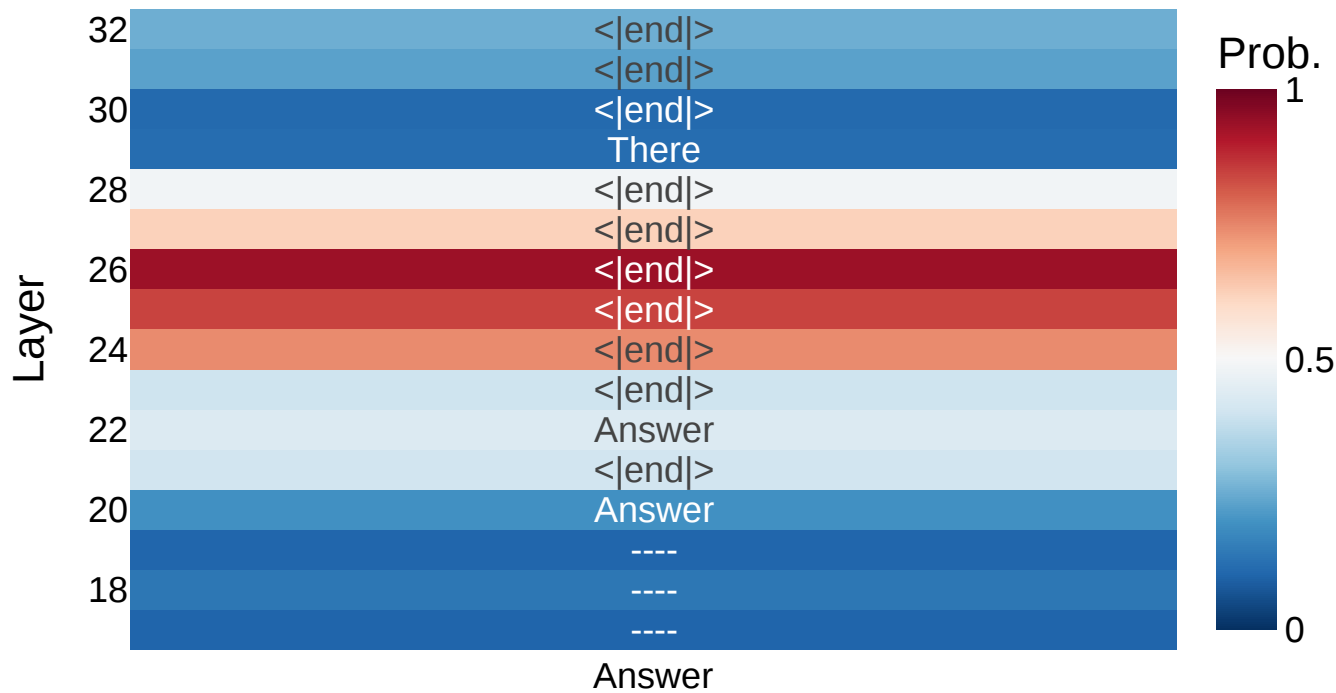 32 <|end|>
<|end|>
Prob.
30 <|end|>
1
There
28 <|end|>
<|end|>
26 <|end|>
<|end|>
Layer
24 <|end|>
0.5
<|end|>
22 Answer
<|end|>
20 Answer
----
18 ----
----
0
Answer